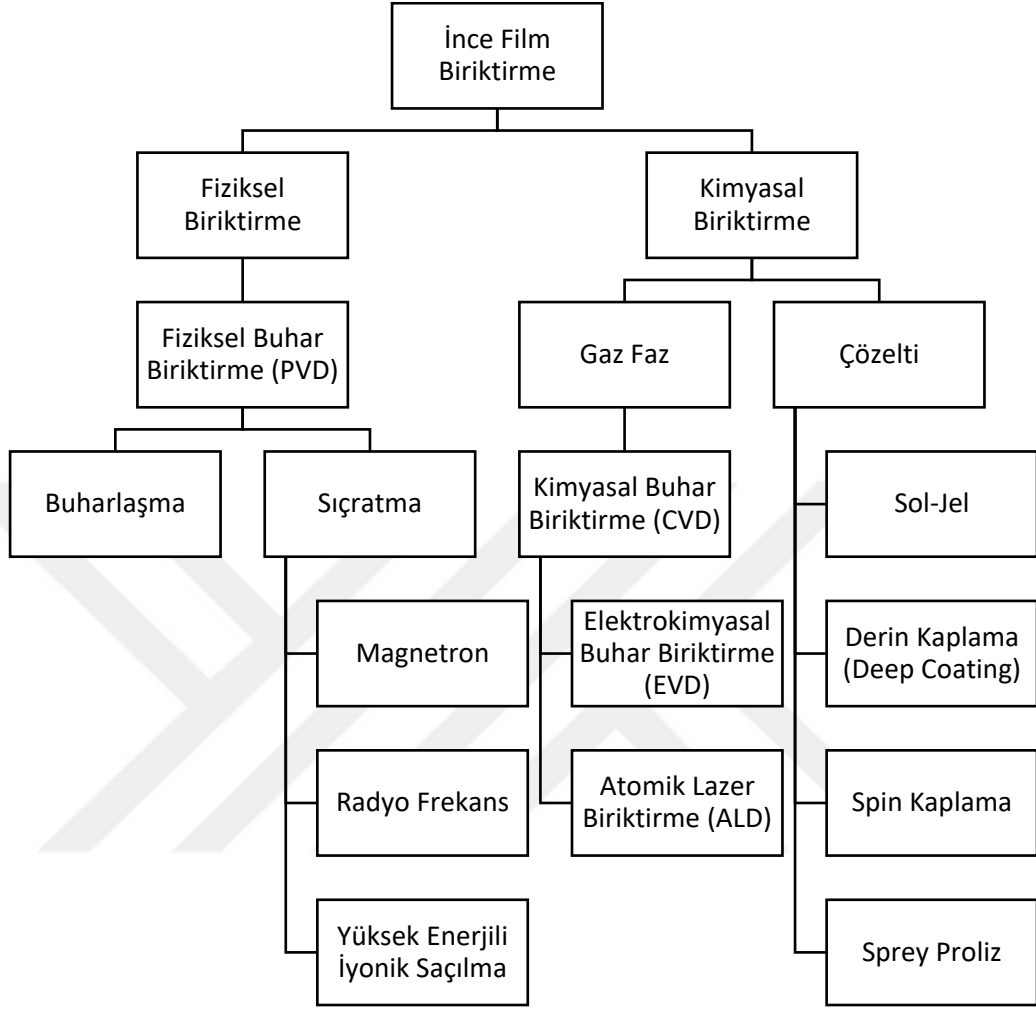 İnce Film
Biriktirme
Fiziksel
Biriktirme
Kimyasal
Biriktirme
Fiziksel Buhar
Biriktirme (PVD)
Gaz Faz
Çözelti
Buharlaşma
Sıçratma
Kimyasal Buhar
Biriktirme (CVD)
Sol-Jel
Magnetron
Elektrokimyasal
Buhar Biriktirme
(EVD)
Derin Kaplama
(Deep Coating)
Radyo Frekans
Atomik Lazer
Biriktirme (ALD)
Spin Kaplama
Yüksek Enerjili
İyonik Saçılma
Sprey Proliz